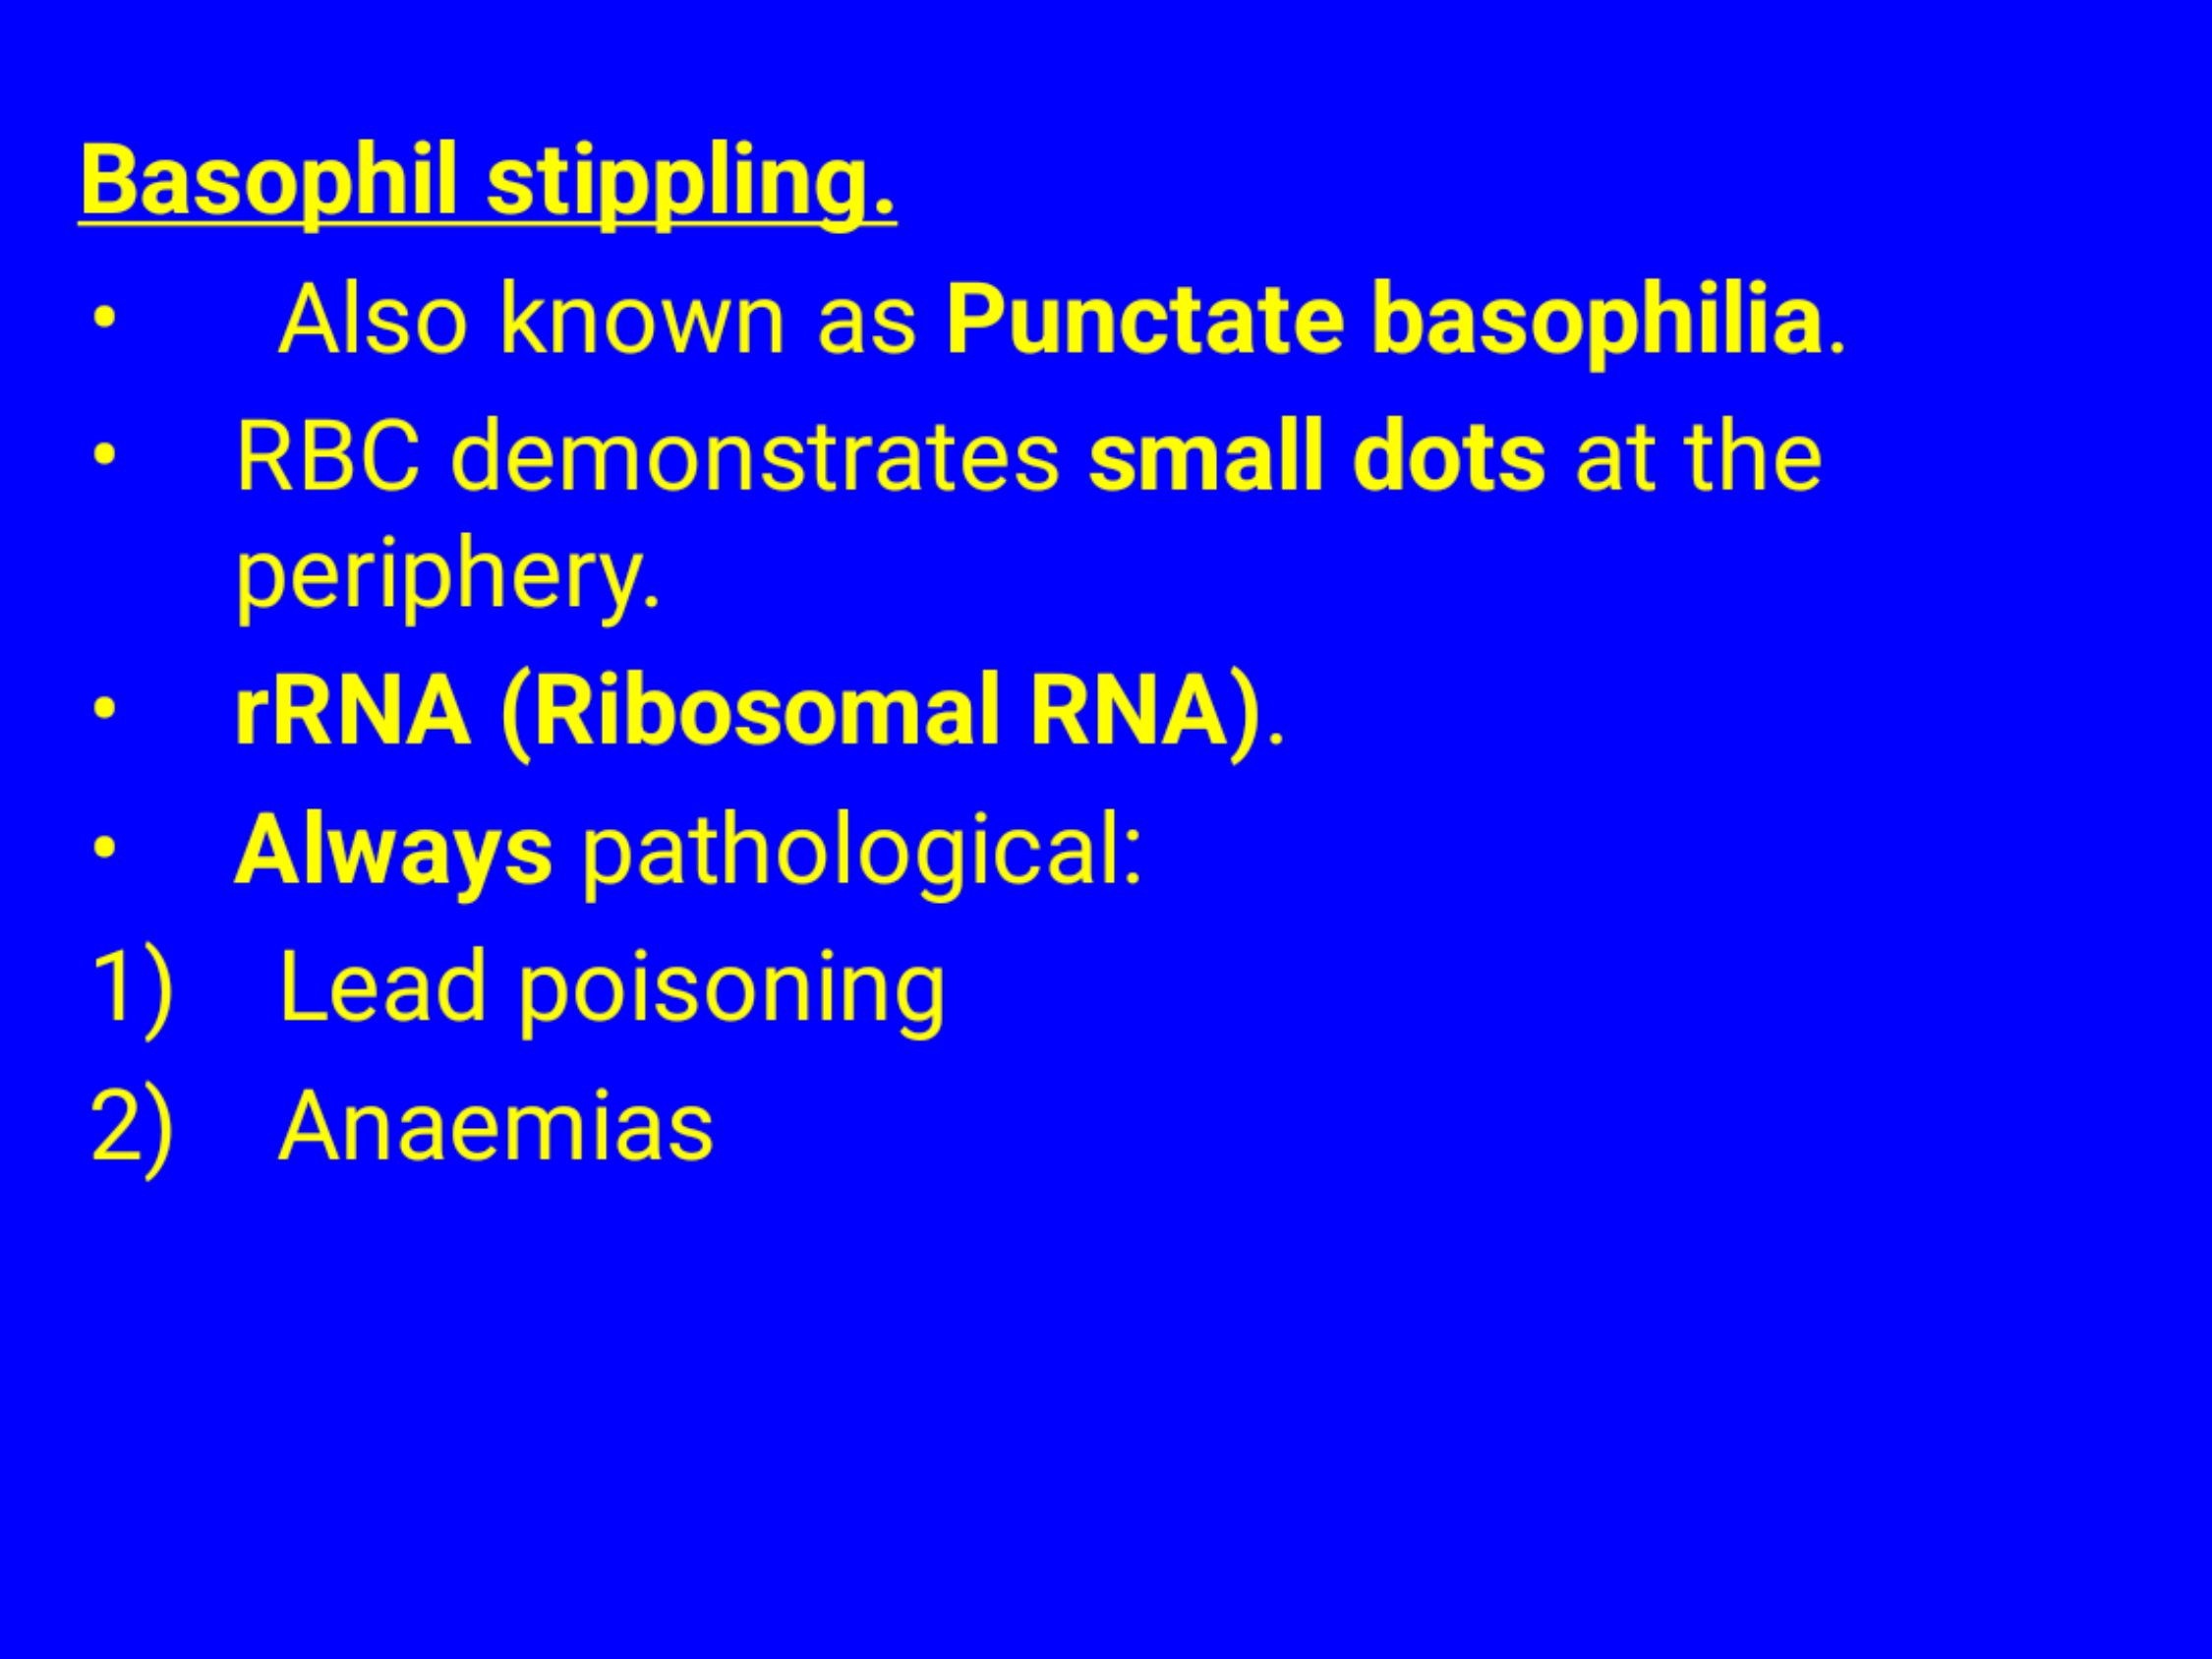 Basophil stippling.
• Also known as Punctate basophilia.
• RBC demonstrates small dots at the
periphery.
• rRNA (Ribosomal RNA).
• Always pathological:
1) Lead poisoning
2) Anaemias